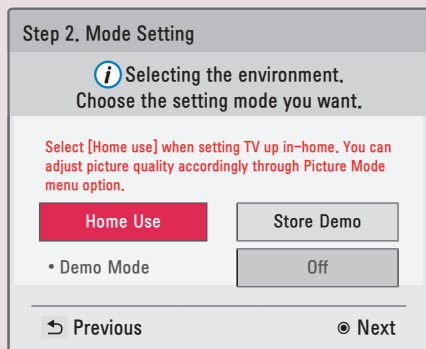 Step 2. Mode Setting
i Selecting the environment.
Choose the setting mode you want.
Select [Home use] when setting TV up in-home. You can
adjust picture quality accordingly through Picture Mode
menu option.
Home Use Store Demo
• Demo Mode Off
Previous Next